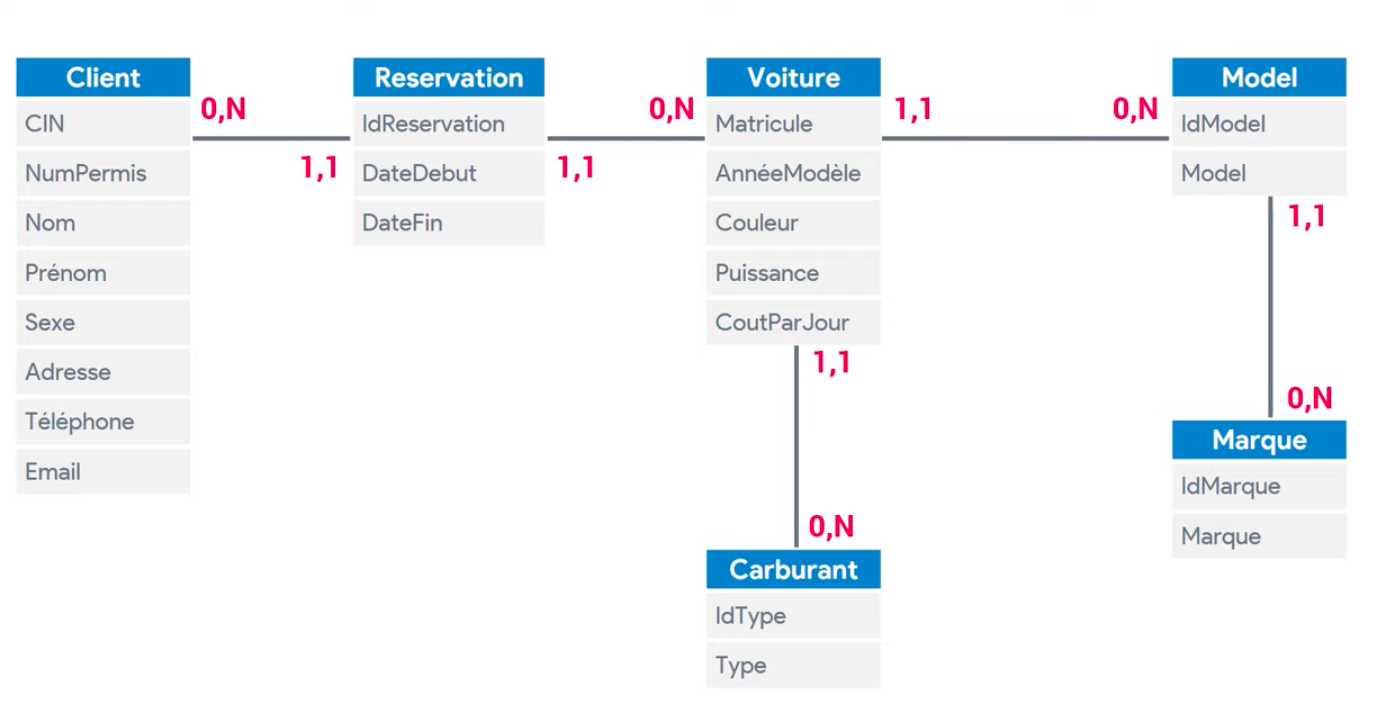 Client
CIN
NumPermis
Nom
Prénom
Sexe
Adresse
Téléphone
Email
0,N
1,1
Reservation
IdReservation
DateDebut
DateFin
1,1
0,N
Voiture
Matricule
AnnéeModèle
Couleur
Puissance
CoutParJour
1,1
0,N
Model
IdModel
Model
1,1
0,N
Marque
IdMarque
Marque
1,1
0,N
Carburant
IdType
Type